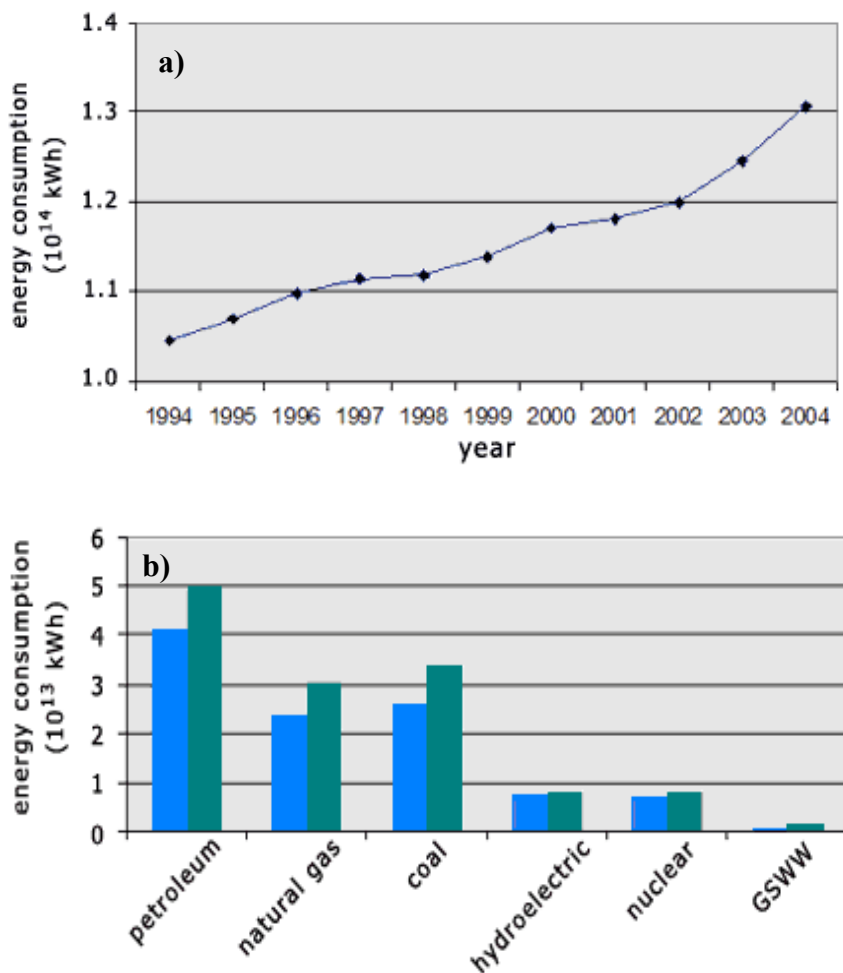 1.4
a)
1.3
1.2
1.10
1.0
energy consumption
(10¹⁴ kWh)
1994 1995 1996 1997 1998 1999 2000 2001 2002 2003 2004
year
6
b)
5
4
3
2
1
0
energy consumption
(10¹³ kWh)
petroleum
natural gas
coal
hydroelectric
nuclear
GSWW